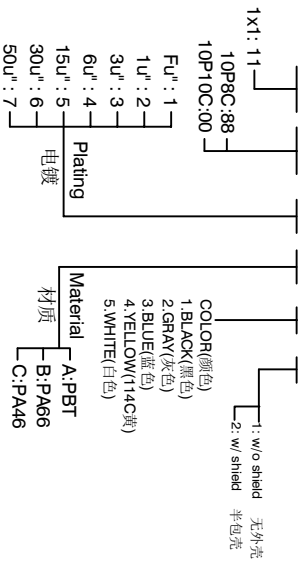 1x1: 11
10P8C:88
10P10C:00
Fu" : 1
1u" : 2
3u" : 3
6u" : 4
15u" : 5
30u" : 6
50u" : 7
Plating
电镀
Material
材质
A:PBT
B:PA66
C:PA46
COLOR(颜色)
1.BLACK(黑色)
2.GRAY(灰色)
3.BLUE(蓝色)
4.YELLOW(114C黄)
5.WHITE(白色)
1: w/o shield 无外壳
2: w/ shield 半包壳